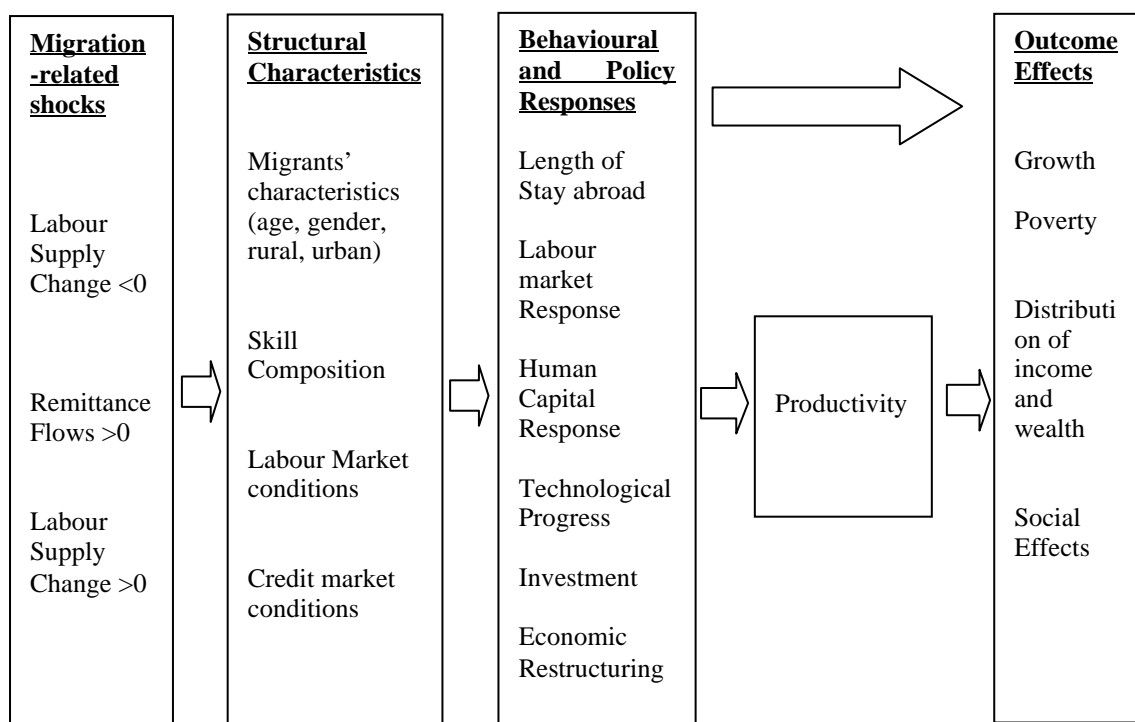 Migration
-related
shocks
Labour
Supply
Change <0
Remittance
Flows >0
Labour
Supply
Change >0
Structural
Characteristics
Migrants’
characteristics
(age, gender,
rural, urban)
Skill
Composition
Labour Market
conditions
Credit market
conditions
Behavioural
and Policy
Responses
Length of
Stay abroad
Labour
market
Response
Human
Capital
Response
Technological
Progress
Investment
Economic
Restructuring
Productivity
Outcome
Effects
Growth
Poverty
Distributi
on of
income
and
wealth
Social
Effects